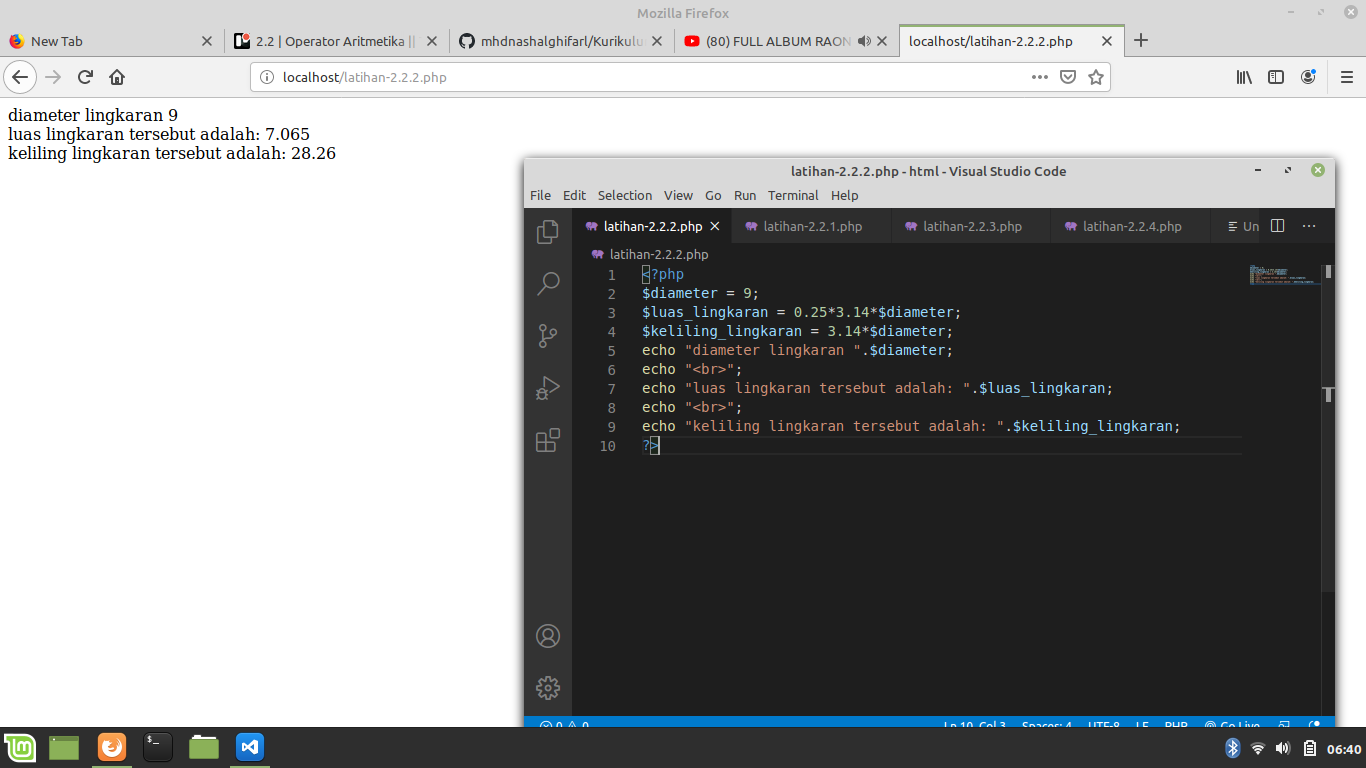 Mozilla Firefox
New Tab
2.2 | Operator Aritmetika ||
mhdnashalghifarl/Kurikulu
(80) FULL ALBUM RAON
localhost/latihan-2.2.2.php
localhost/latihan-2.2.2.php
diameter lingkaran 9
luas lingkaran tersebut adalah: 7.065
keliling lingkaran tersebut adalah: 28.26
latihan-2.2.2.php - html - Visual Studio Code
File Edit Selection View Go Run Terminal Help
latihan-2.2.2.php latihan-2.2.1.php latihan-2.2.3.php latihan-2.2.4.php Un
latihan-2.2.2.php
1 <?php
2 $diameter = 9;
3 $luas_lingkaran = 0.25*3.14*$diameter;
4 $keliling_lingkaran = 3.14*$diameter;
5 echo "diameter lingkaran ".$diameter;
6 echo "<br>";
7 echo "luas lingkaran tersebut adalah: ".$luas_lingkaran;
8 echo "<br>";
9 echo "keliling lingkaran tersebut adalah: ".$keliling_lingkaran;
10 ?>
0 0 Ln 10, Col 3 Spaces: 4 UTF-8 LF PHP Go Live
06:40